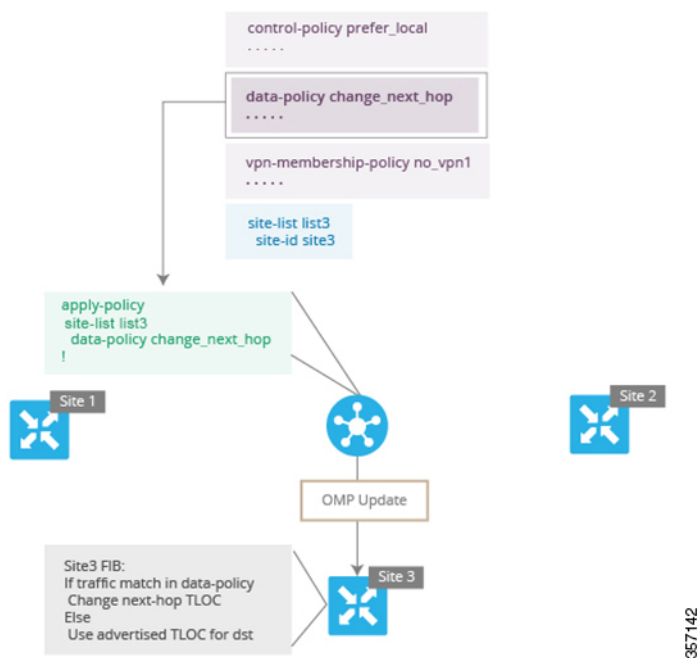 control-policy prefer_local
. . . . .
data-policy change_next_hop
. . . . .
vpn-membership-policy no_vpn1
. . . . .
site-list list3
site-id site3
apply-policy
site-list list3
data-policy change_next_hop
!
Site 1
Site 2
OMP Update
Site 3
Site3 FIB:
If traffic match in data-policy
Change next-hop TLOC
Else
Use advertised TLOC for dst
357142